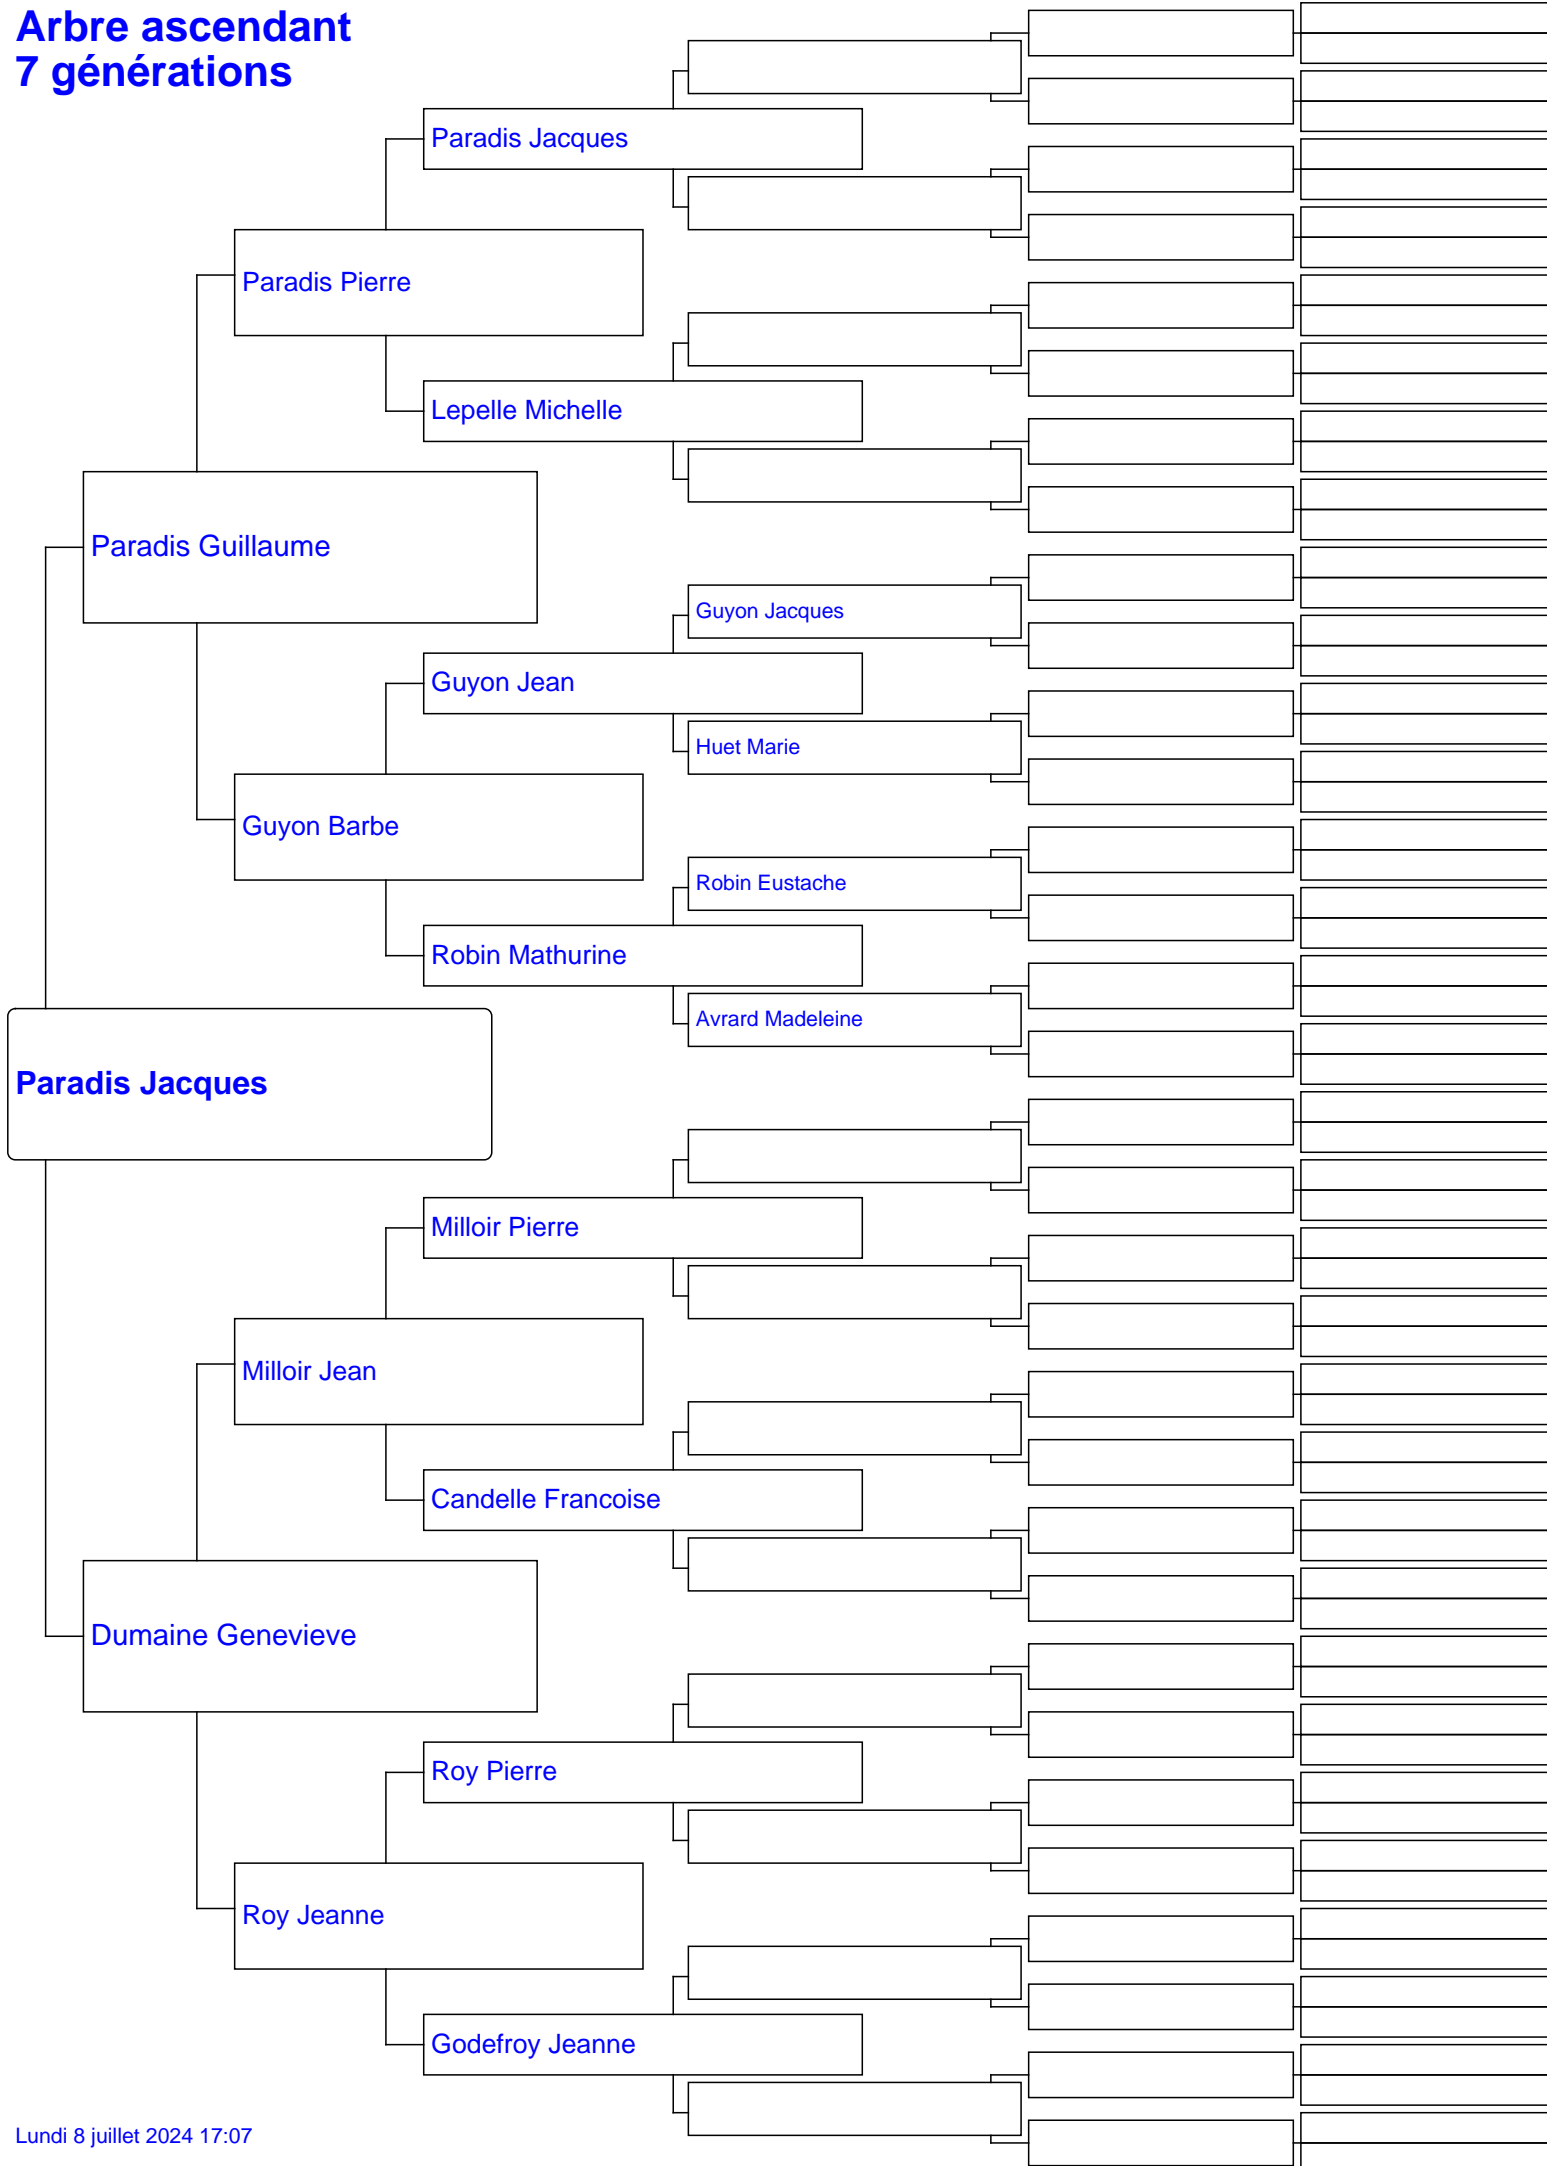 Arbre ascendant
7 générations
Paradis Jacques
Paradis Pierre
Lepelle Michelle
Paradis Guillaume
Guyon Jacques
Guyon Jean
Huet Marie
Guyon Barbe
Robin Eustache
Robin Mathurine
Avrard Madeleine
Paradis Jacques
Milloir Pierre
Milloir Jean
Candelle Francoise
Dumaine Genevieve
Roy Pierre
Roy Jeanne
Godefroy Jeanne
Lundi 8 juillet 2024 17:07